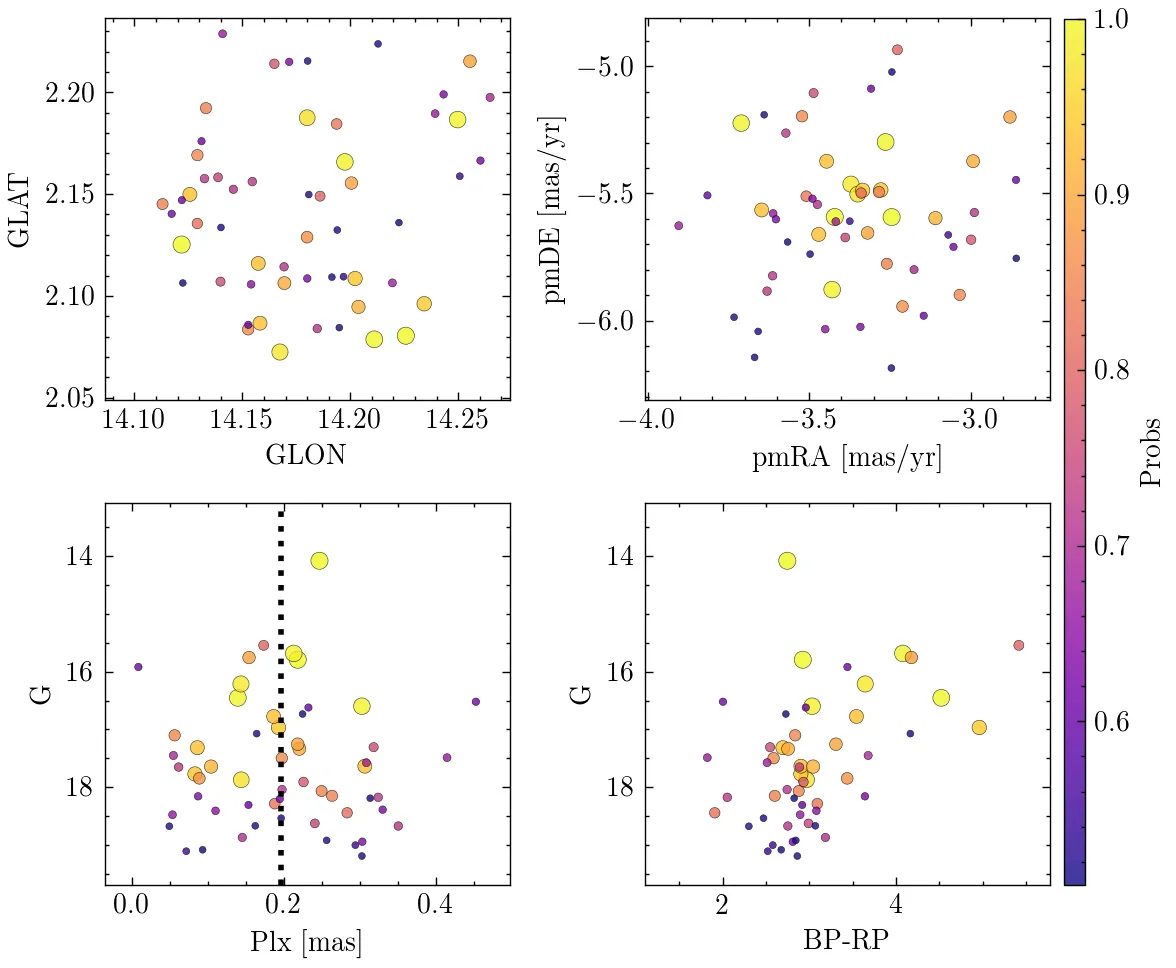 GLAT
2.20
2.15
2.10
2.05
14.10 14.15 14.20 14.25
GLON
pmDE [mas/yr]
−5.0
−5.5
−6.0
−4.0 −3.5 −3.0
pmRA [mas/yr]
G
14
16
18
0.0 0.2 0.4
Plx [mas]
G
14
16
18
2 4
BP-RP
1.0
0.9
0.8
0.7
0.6
Probs